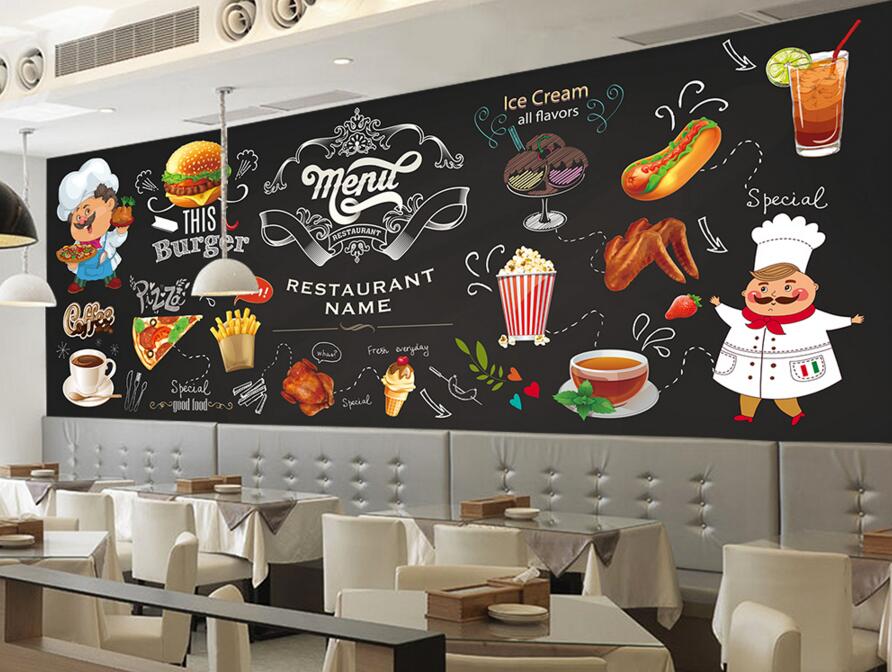 Ice Cream
all flavors
Menu
RESTAURANT
Special
THIS
Burger
RESTAURANT
NAME
Pizza
Coffee
what?
Fresh everyday
Special
good food
Special